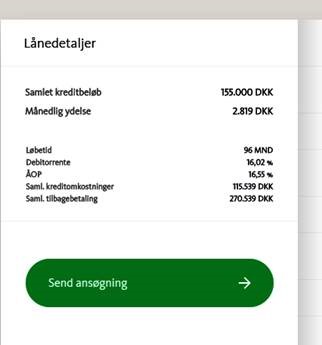 Lånedetaljer
Samlet kreditbeløb 155.000 DKK
Månedlig ydelse 2.819 DKK
Løbetid 96 MND
Debitorrente 16,02 %
ÅOP 16,55 %
Saml. kreditomkostninger 115.539 DKK
Saml. tilbagebetaling 270.539 DKK
Send ansøgning →